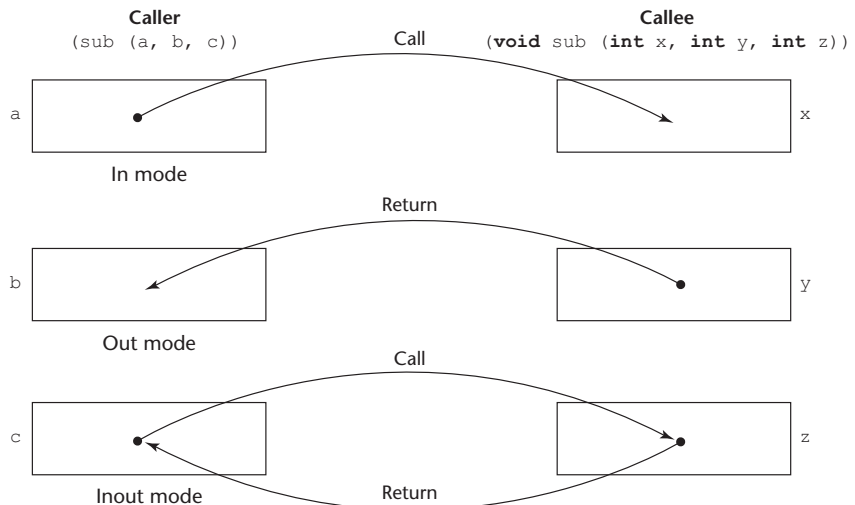 Caller
(sub (a, b, c))
Call
Callee
(void sub (int x, int y, int z))
a
x
In mode
Return
b
y
Out mode
Call
c
z
Inout mode
Return